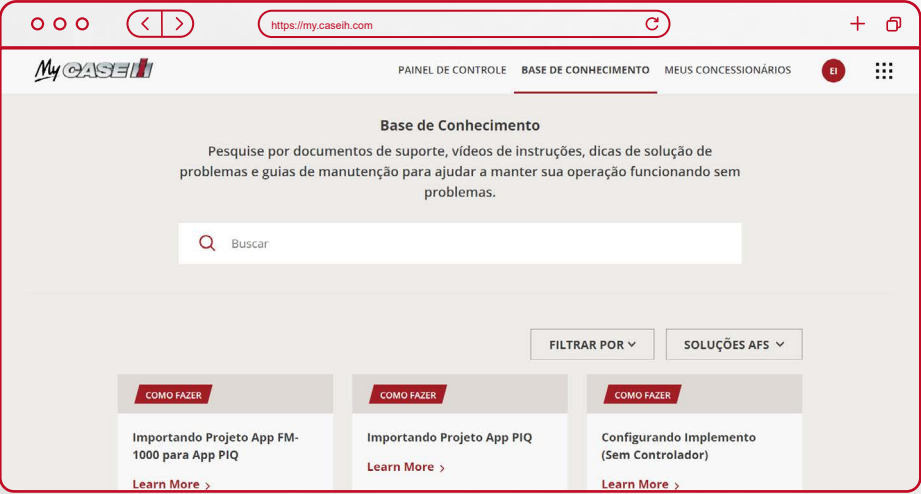 https://my.caseih.com
My CASE IH
PAINEL DE CONTROLE BASE DE CONHECIMENTO MEUS CONCESSIONÁRIOS EI
Base de Conhecimento
Pesquise por documentos de suporte, vídeos de instruções, dicas de solução de
problemas e guias de manutenção para ajudar a manter sua operação funcionando sem
problemas.
Buscar
FILTRAR POR SOLUÇÕES AFS
COMO FAZER
Importando Projeto App FM-
1000 para App PIQ
Learn More
COMO FAZER
Importando Projeto App PIQ
Learn More
COMO FAZER
Configurando Implemento
(Sem Controlador)
Learn More